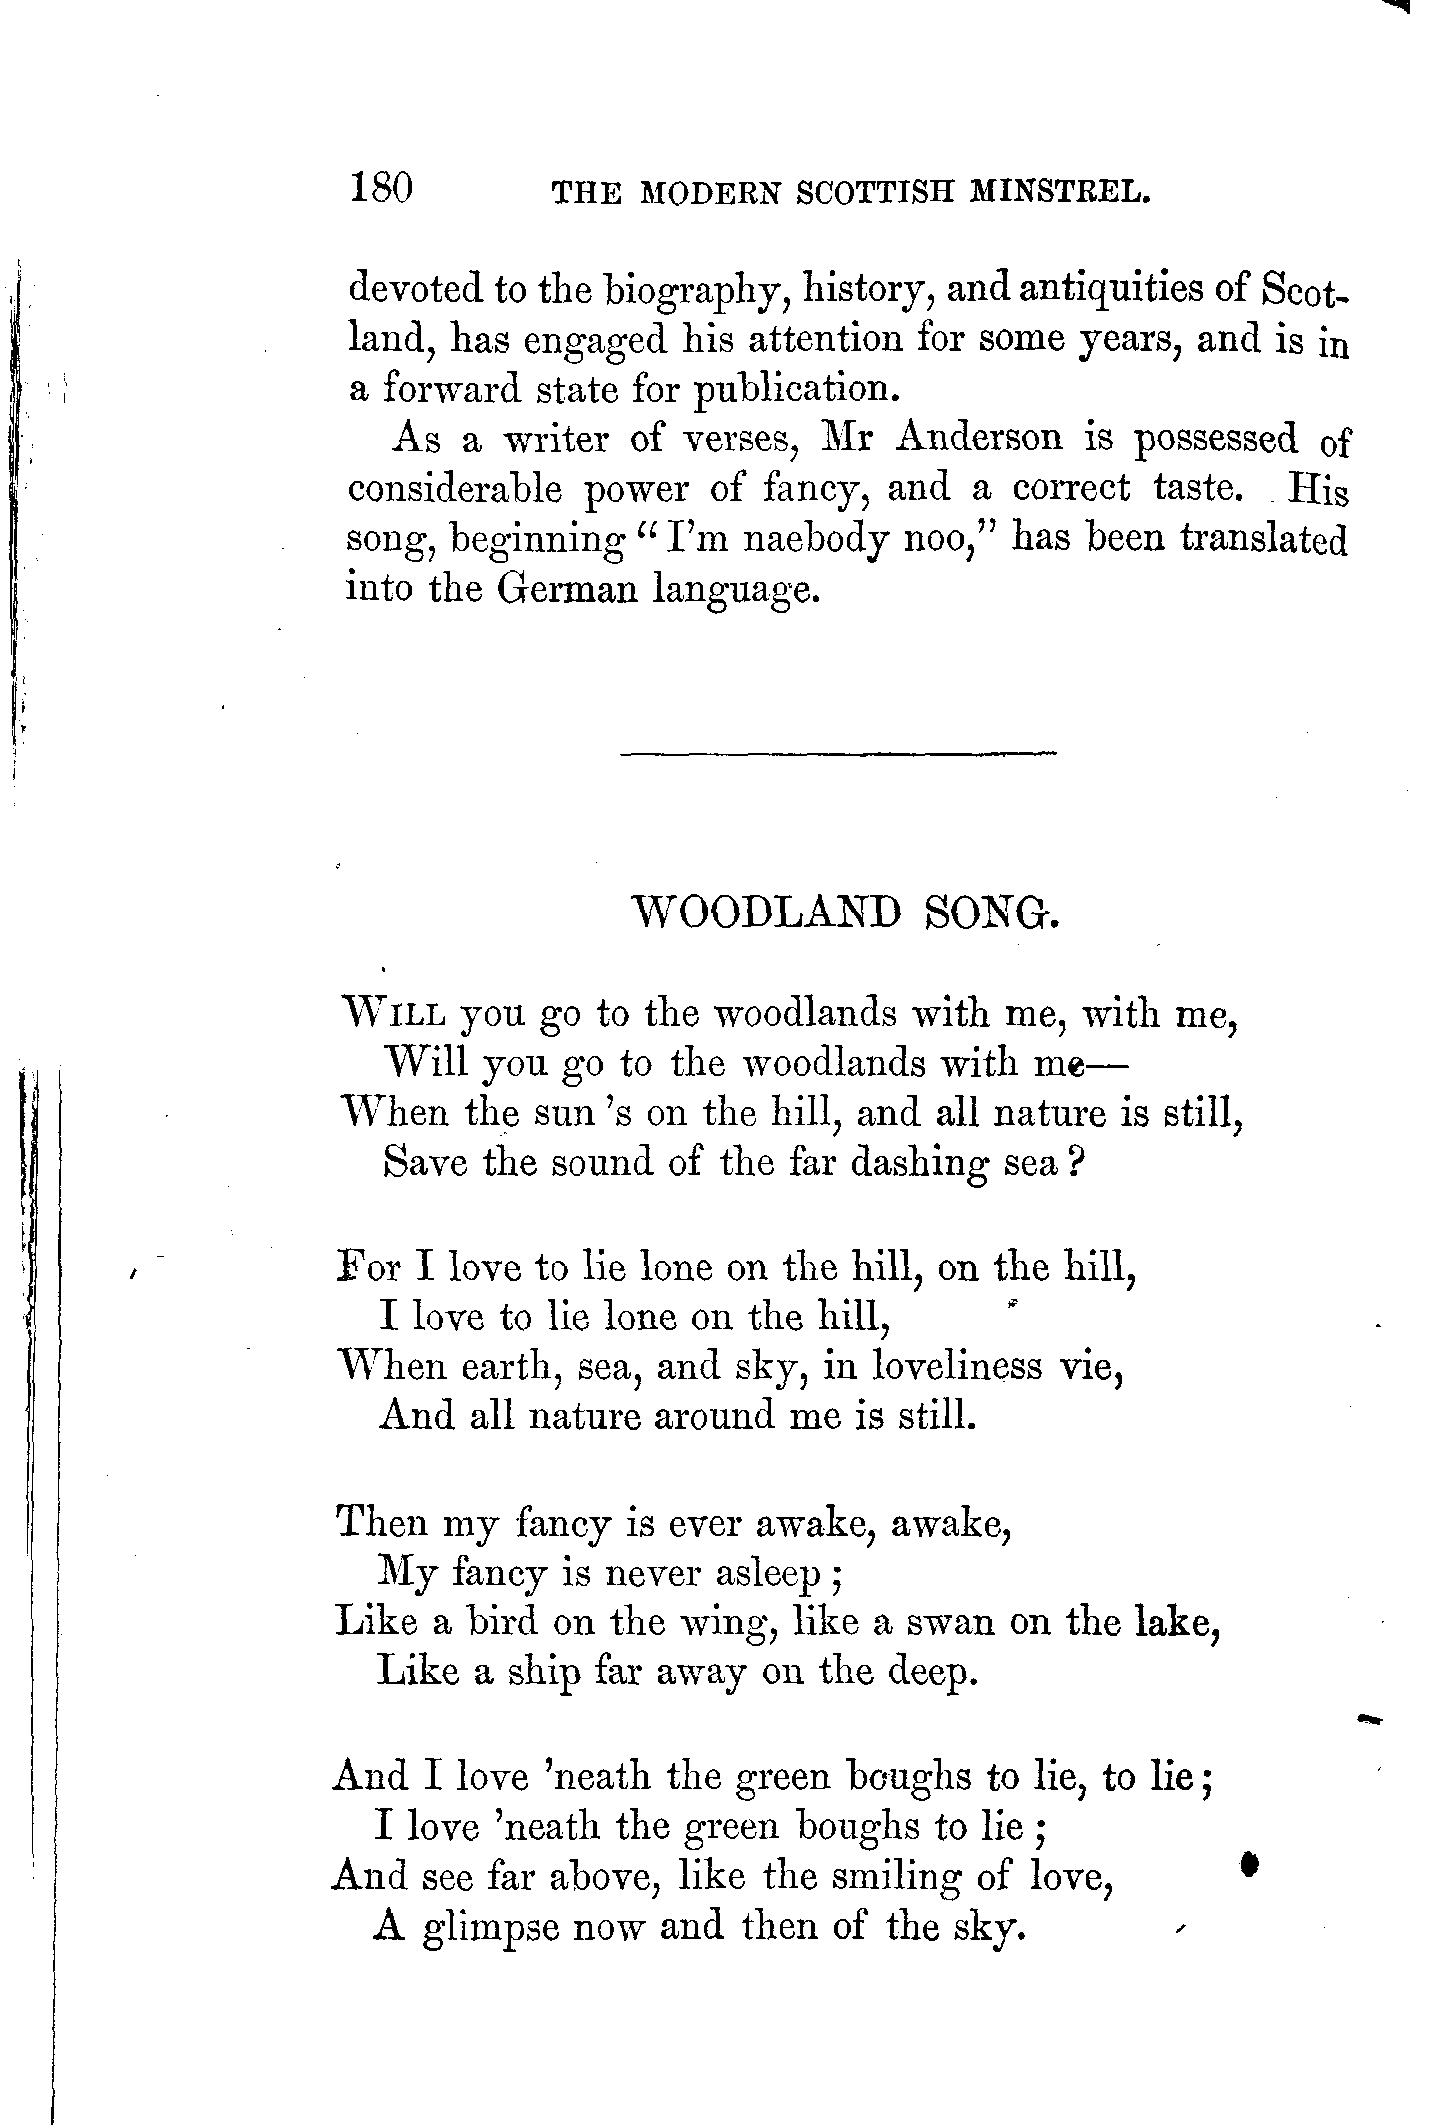 180 THE MODERN SCOTTISH MINSTREL.
devoted to the biography, history, and antiquities of Scot-
land, has engaged his attention for some years, and is in
a forward state for publication.
As a writer of verses, Mr Anderson is possessed of
considerable power of fancy, and a correct taste. His
song, beginning “I’m naebody noo,” has been translated
into the German language.
WOODLAND SONG.
WILL you go to the woodlands with me, with me,
Will you go to the woodlands with me—
When the sun ’s on the hill, and all nature is still,
Save the sound of the far dashing sea?
For I love to lie lone on the hill, on the hill,
I love to lie lone on the hill,
When earth, sea, and sky, in loveliness vie,
And all nature around me is still.
Then my fancy is ever awake, awake,
My fancy is never asleep;
Like a bird on the wing, like a swan on the lake,
Like a ship far away on the deep.
And I love ’neath the green boughs to lie, to lie;
I love ’neath the green boughs to lie;
And see far above, like the smiling of love,
A glimpse now and then of the sky.